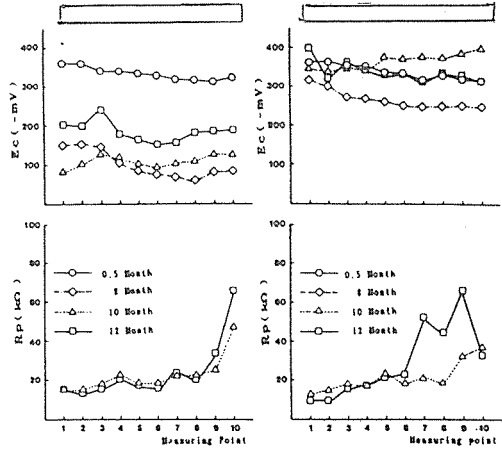 400
300
200
100
Ec(-mV)
400
300
200
100
Ec(-mV)
100
80
60
40
20
Rp(kΩ)
0.5 Month
8 Month
10 Month
12 Month
1 2 3 4 5 6 7 8 9 10
Measuring Point
100
80
60
40
20
Rp(kΩ)
0.5 Month
8 Month
10 Month
12 Month
1 2 3 4 5 6 7 8 9 10
Measuring Point